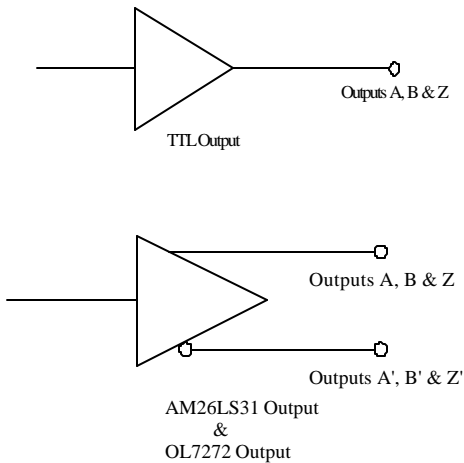 Outputs A, B & Z
TTL Output
Outputs A, B & Z
Outputs A', B' & Z'
AM26LS31 Output
&
OL7272 Output